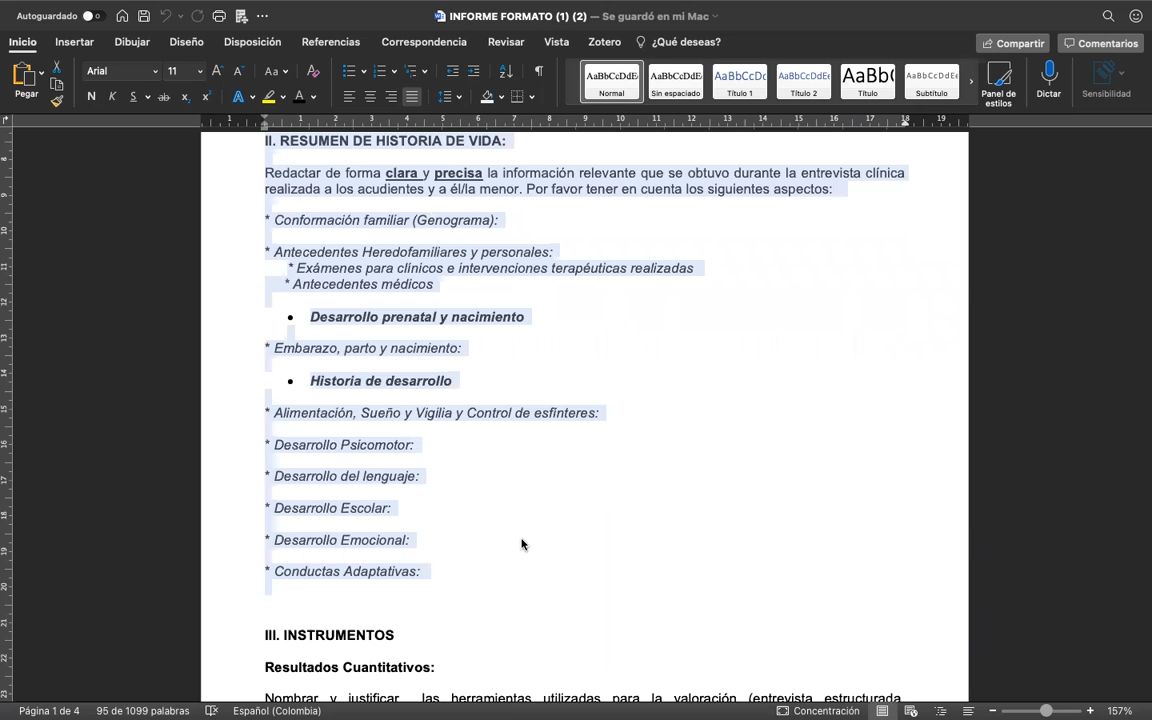 Autoguardado
INFORME FORMATO (1) (2) — Se guardó en mi Mac
Inicio Insertar Dibujar Diseño Disposición Referencias Correspondencia Revisar Vista Zotero ¿Qué deseas? Compartir Comentarios
Pegar
Arial 11
AaBbCcDdEe Normal
AaBbCcDdEe Sin espaciado
AaBbCcDc Título 1
AaBbCcDdEe Título 2
AaBb( Título
AaBbCcDdEe Subtítulo
Panel de estilos
Dictar
Sensibilidad
II. RESUMEN DE HISTORIA DE VIDA:
Redactar de forma clara y precisa la información relevante que se obtuvo durante la entrevista clínica
realizada a los acudientes y a él/la menor. Por favor tener en cuenta los siguientes aspectos:
* Conformación familiar (Genograma):
* Antecedentes Heredofamiliares y personales:
* Exámenes para clínicos e intervenciones terapéuticas realizadas
* Antecedentes médicos
• Desarrollo prenatal y nacimiento
* Embarazo, parto y nacimiento:
• Historia de desarrollo
* Alimentación, Sueño y Vigilia y Control de esfínteres:
* Desarrollo Psicomotor:
* Desarrollo del lenguaje:
* Desarrollo Escolar:
* Desarrollo Emocional:
* Conductas Adaptativas:
III. INSTRUMENTOS
Resultados Cuantitativos:
Nombrar y justificar las herramientas utilizadas para la valoración (entrevista estructurada,
Página 1 de 4 95 de 1099 palabras Español (Colombia) Concentración 157%